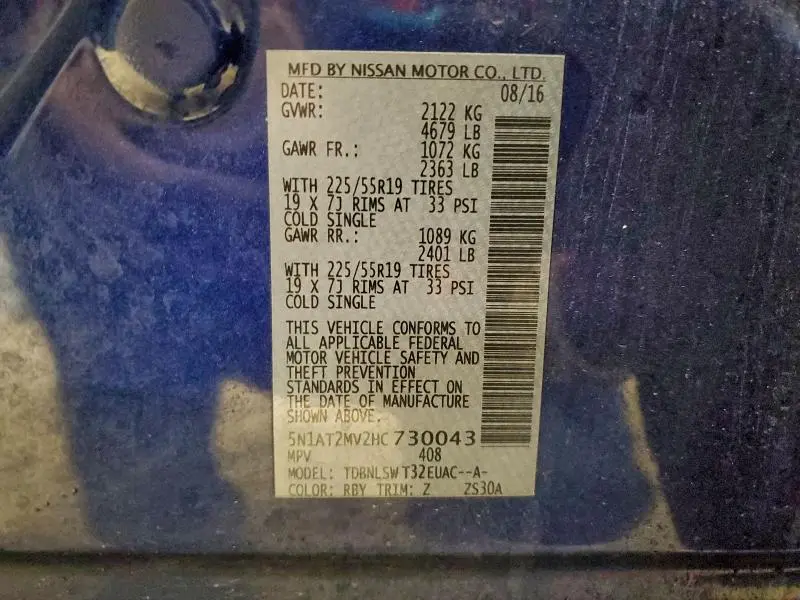 MFD BY NISSAN MOTOR CO., LTD.
DATE: 08/16
GVWR: 2122 KG
4679 LB
GAWR FR.: 1072 KG
2363 LB
WITH 225/55R19 TIRES
19 X 7J RIMS AT 33 PSI
COLD SINGLE
GAWR RR.: 1089 KG
2401 LB
WITH 225/55R19 TIRES
19 X 7J RIMS AT 33 PSI
COLD SINGLE
THIS VEHICLE CONFORMS TO
ALL APPLICABLE FEDERAL
MOTOR VEHICLE SAFETY AND
THEFT PREVENTION
STANDARDS IN EFFECT ON
THE DATE OF MANUFACTURE
SHOWN ABOVE.
5N1AT2MV2HC730043
MPV 408
MODEL: TDBNLSW T32EUAC--A-
COLOR: RBY TRIM: Z ZS30A